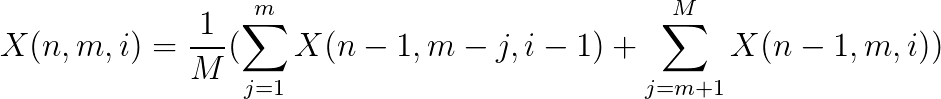 X(n, m, i) = \frac{1}{M} (\sum_{j=1}^{m} X(n − 1, m − j, i − 1) + \sum_{j=m+1}^{M} X(n − 1, m, i))